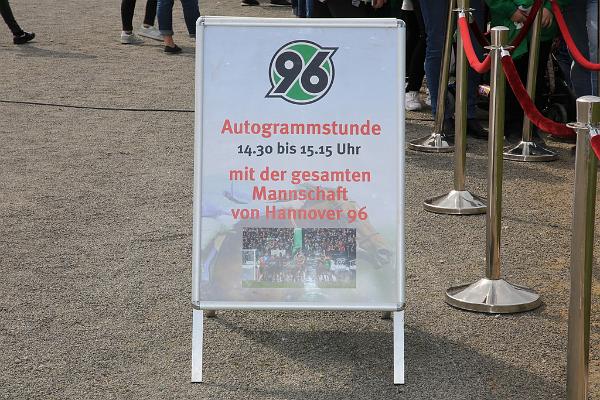 96
Autogrammstunde
14.30 bis 15.15 Uhr
mit der gesamten
Mannschaft
von Hannover 96